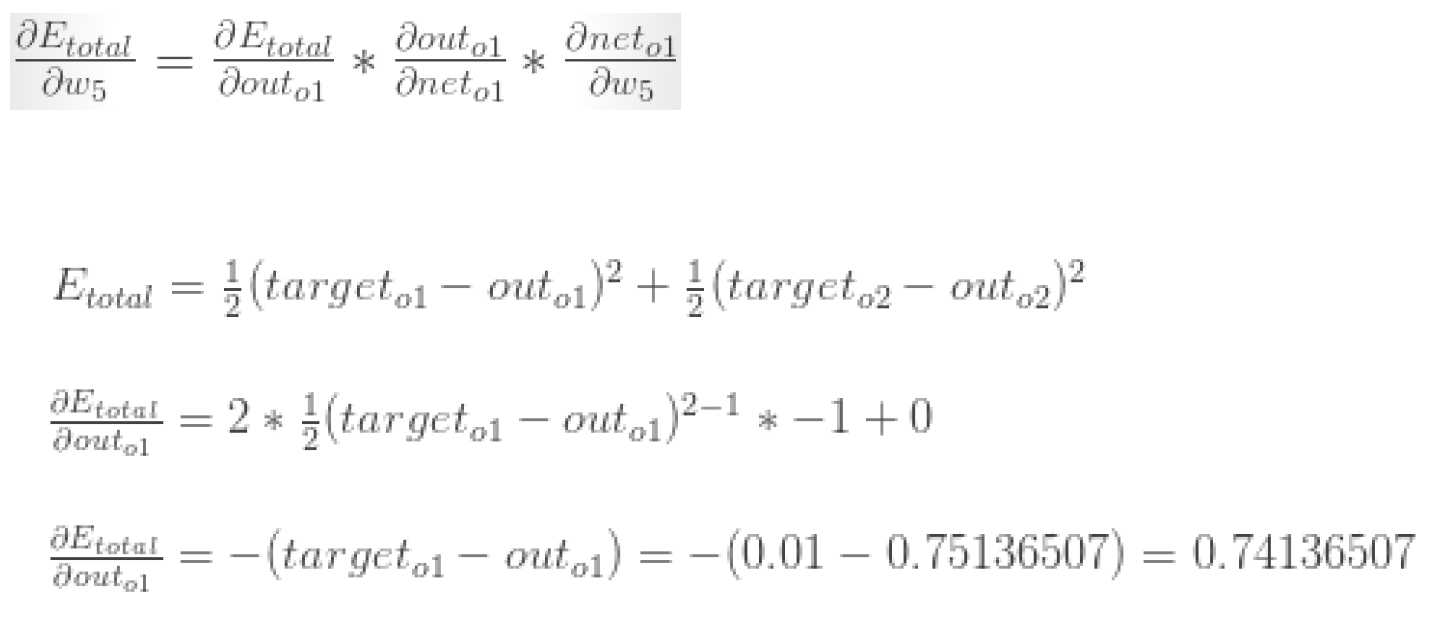 ∂E_total/∂w_5 = ∂E_total/∂out_o1 * ∂out_o1/∂net_o1 * ∂net_o1/∂w_5
E_total = 1/2(target_o1 − out_o1)^2 + 1/2(target_o2 − out_o2)^2
∂E_total/∂out_o1 = 2 * 1/2(target_o1 − out_o1)^{2−1} * −1 + 0
∂E_total/∂out_o1 = −(target_o1 − out_o1) = −(0.01 − 0.75136507) = 0.74136507